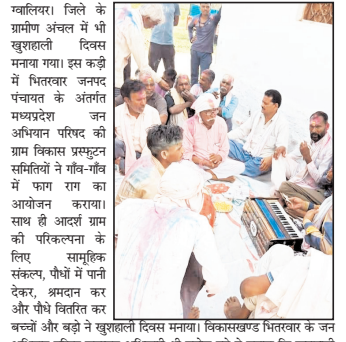 ग्वालियर। जिले के
ग्रामीण अंचल में भी
खुशहाली दिवस
मनाया गया। इस कड़ी
में भितरवार जनपद
पंचायत के अंतर्गत
मध्यप्रदेश जन
अभियान परिषद की
ग्राम विकास प्रस्फुटन
समितियों ने गाँव-गाँव
में फाग राग का
आयोजन कराया।
साथ ही आदर्श ग्राम
की परिकल्पना के
लिए सामूहिक
संकल्प, पौधों में पानी
देकर, श्रमदान कर
और पौधे वितरित कर
बच्चों और बड़ो ने खुशहाली दिवस मनाया। विकासखण्ड भितरवार के जन